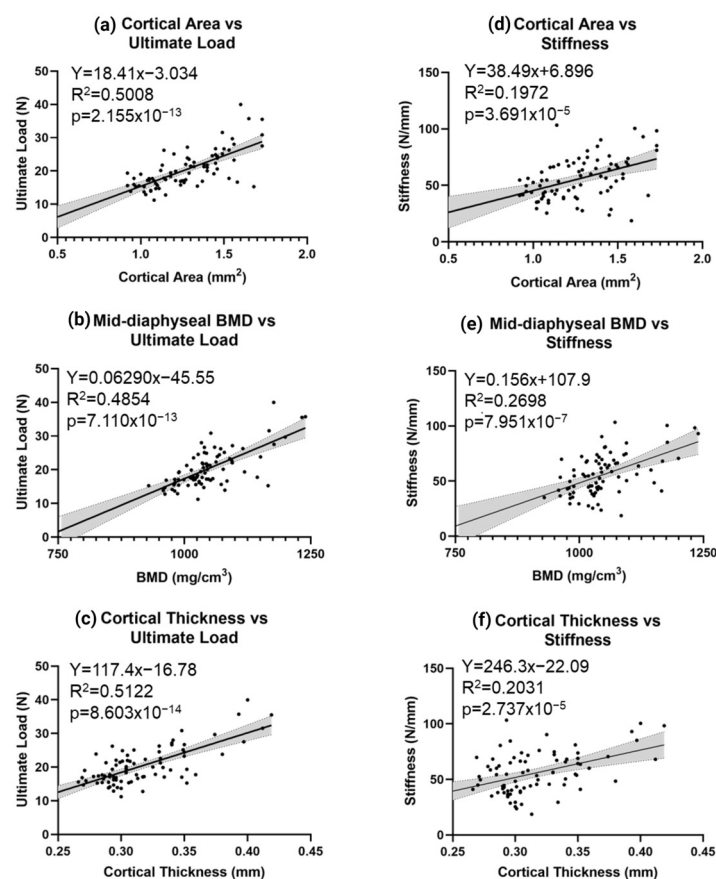 (a) Cortical Area vs
Ultimate Load
Y=18.41x−3.034
R²=0.5008
p=2.155x10⁻¹³
Ultimate Load (N)
50
40
30
20
10
0
0.5
1.0
1.5
2.0
Cortical Area (mm²)
(d) Cortical Area vs
Stiffness
Y=38.49x+6.896
R²=0.1972
p=3.691x10⁻⁵
Stiffness (N/mm)
150
100
50
0
0.5
1.0
1.5
2.0
Cortical Area (mm²)
(b) Mid-diaphyseal BMD vs
Ultimate Load
Y=0.06290x−45.55
R²=0.4854
p=7.110x10⁻¹³
Ultimate Load (N)
50
40
30
20
10
0
750
1000
1250
BMD (mg/cm³)
(e) Mid-diaphyseal BMD vs
Stiffness
Y=0.156x+107.9
R²=0.2698
p=7.951x10⁻⁷
Stiffness (N/mm)
150
100
50
0
750
1000
1250
BMD (mg/cm³)
(c) Cortical Thickness vs
Ultimate Load
Y=117.4x−16.78
R²=0.5122
p=8.603x10⁻¹⁴
Ultimate Load (N)
50
40
30
20
10
0
0.25
0.30
0.35
0.40
0.45
Cortical Thickness (mm)
(f) Cortical Thickness vs
Stiffness
Y=246.3x−22.09
R²=0.2031
p=2.737x10⁻⁵
Stiffness (N/mm)
150
100
50
0
0.25
0.30
0.35
0.40
0.45
Cortical Thickness (mm)